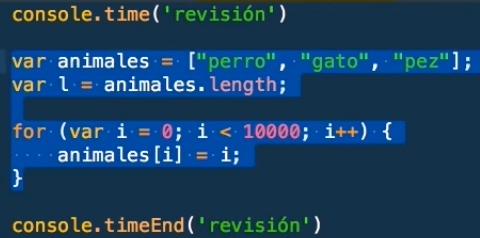 console.time('revisión')
var animales = ["perro", "gato", "pez"];
var l = animales.length;
for (var i = 0; i < 10000; i++) {
animales[i] = i;
}
console.timeEnd('revisión')